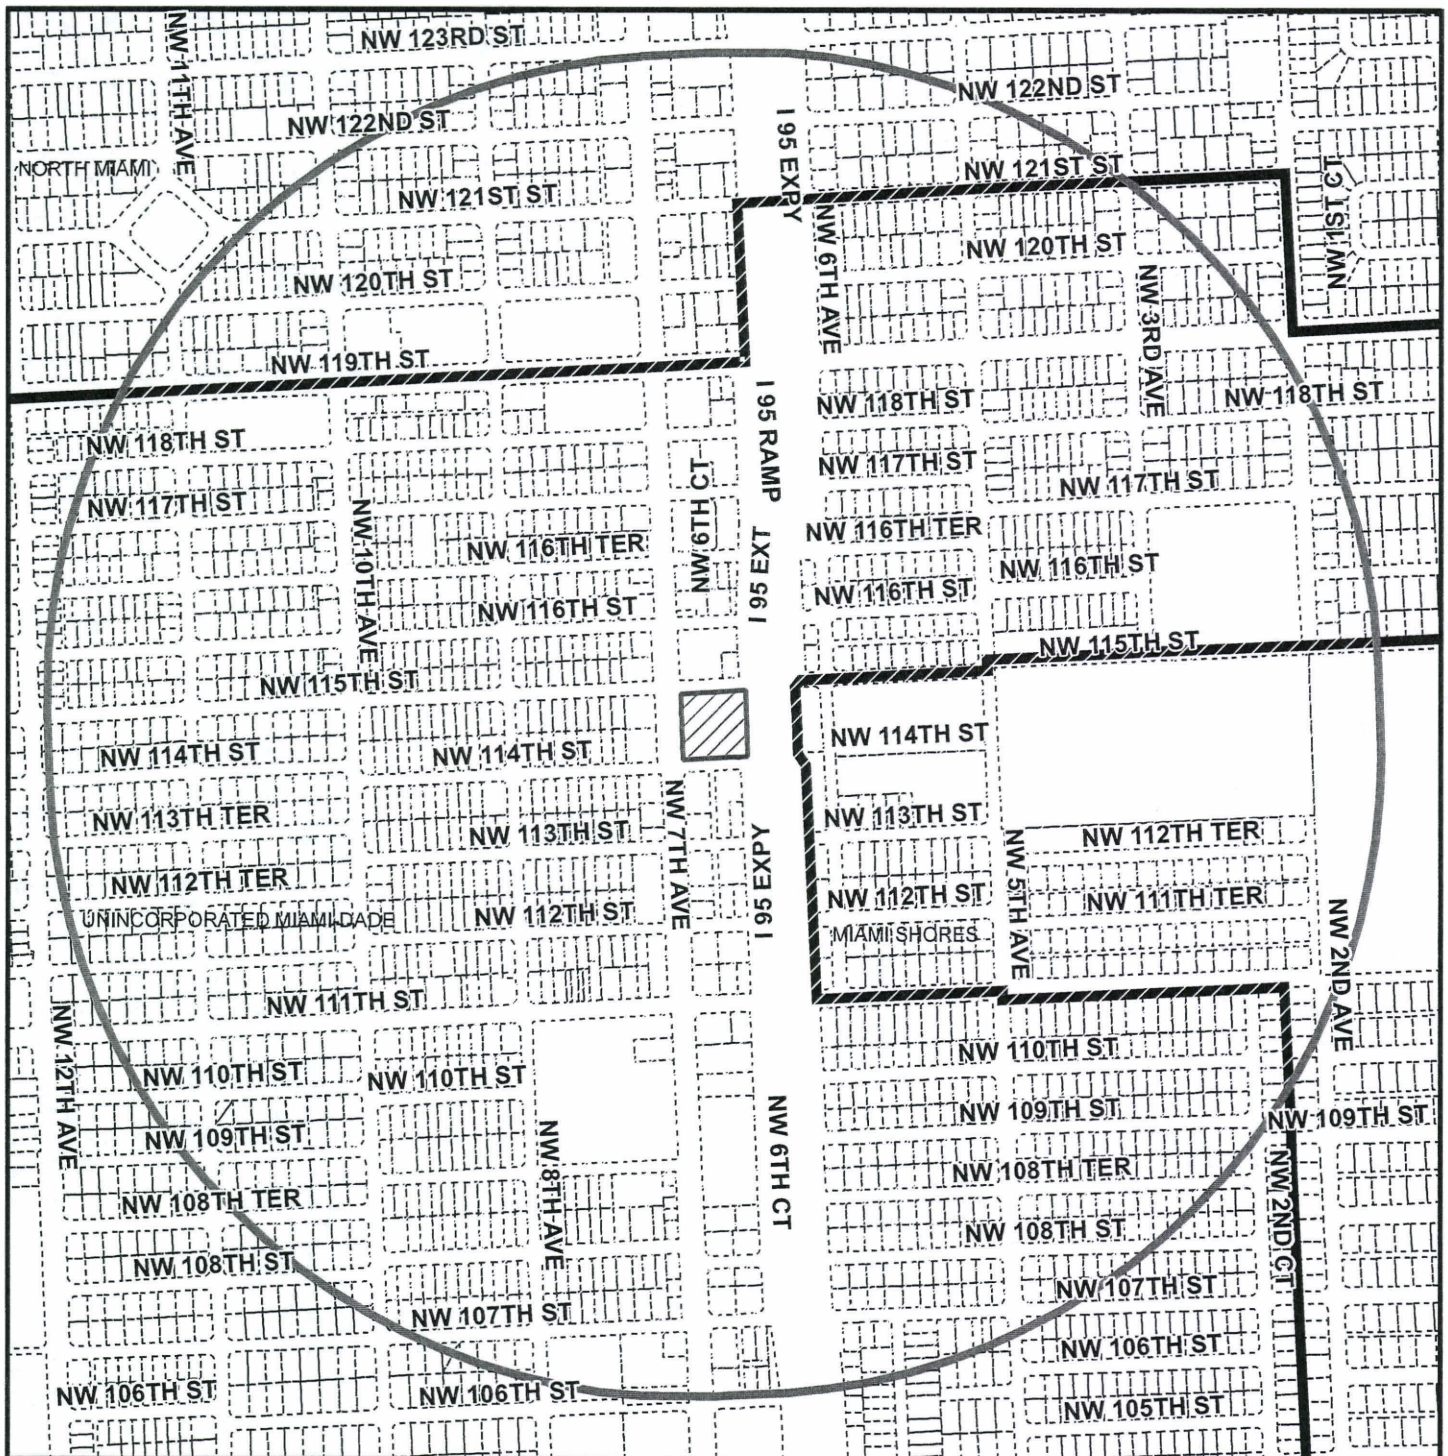 NW 123RD ST
NW 11TH AVE
NW 122ND ST
NW 122ND ST
I 95 EXPY
NORTH MIAMI
NW 121ST ST
NW 121ST ST
NW 1ST CT
NW 6TH AVE
NW 120TH ST
NW 120TH ST
NW 3RD AVE
NW 119TH ST
I 95 RAMP
NW 118TH ST
NW 118TH ST
NW 118TH ST
NW 117TH ST
NW 6TH CT
NW 117TH ST
NW 117TH ST
NW 10TH AVE
NW 116TH TER
I 95 EXT
NW 116TH TER
NW 116TH ST
NW 116TH ST
NW 116TH ST
NW 115TH ST
NW 115TH ST
NW 114TH ST
NW 114TH ST
NW 114TH ST
NW 7TH AVE
NW 113TH TER
NW 113TH ST
NW 113TH ST
I 95 EXPY
NW 5TH AVE
NW 112TH TER
NW 112TH TER
NW 112TH ST
NW 112TH ST
NW 111TH TER
UNINCORPORATED MIAMI-DADE
MIAMI SHORES
NW 2ND AVE
NW 111TH ST
NW 12TH AVE
NW 110TH ST
NW 110TH ST
NW 110TH ST
NW 109TH ST
NW 8TH AVE
NW 6TH CT
NW 109TH ST
NW 109TH ST
NW 108TH TER
NW 108TH TER
NW 2ND CT
NW 108TH ST
NW 108TH ST
NW 107TH ST
NW 107TH ST
NW 106TH ST
NW 106TH ST
NW 106TH ST
NW 105TH ST